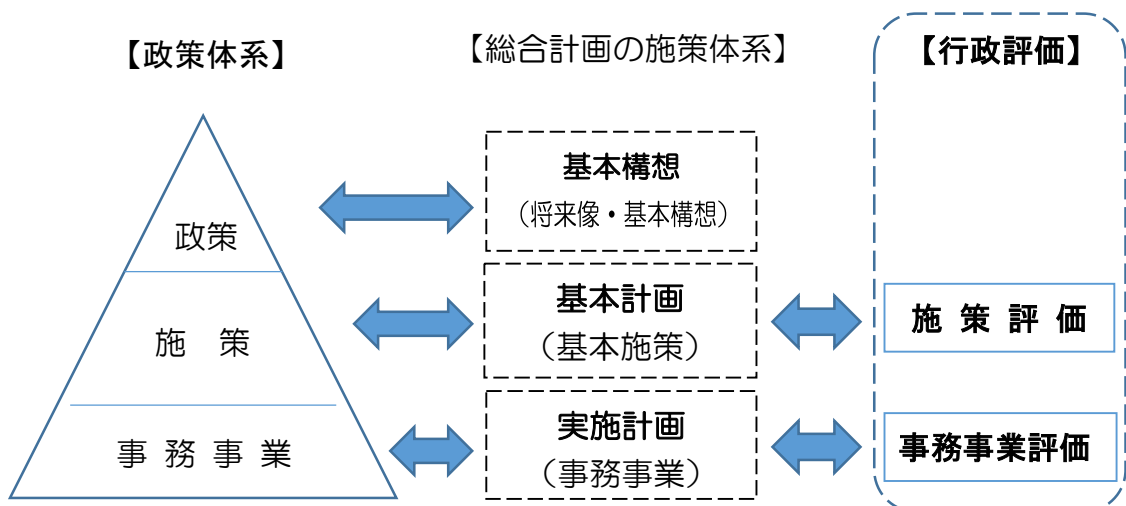 【政策体系】
【総合計画の施策体系】
【行政評価】
政策
施 策
事 務 事 業
基本構想
（将来像・基本構想）
基本計画
（基本施策）
実施計画
（事務事業）
施 策 評 価
事務事業評価